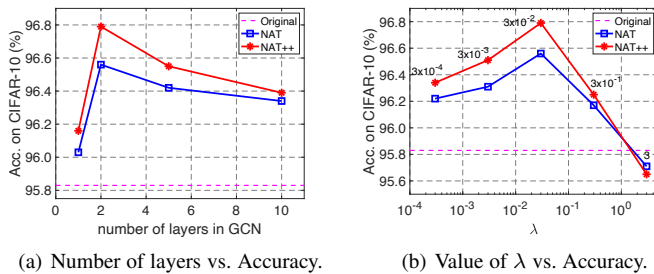 Acc. on CIFAR-10 (%)
96.8
96.6
96.4
96.2
96.0
95.8
0 2 4 6 8 10
number of layers in GCN
Original
NAT
NAT++
(a) Number of layers vs. Accuracy.
Acc. on CIFAR-10 (%)
96.8
96.6
96.4
96.2
96.0
95.8
95.6
10⁻⁴ 10⁻³ 10⁻² 10⁻¹ 10⁰
λ
3x10⁻⁴
3x10⁻³
3x10⁻²
3x10⁻¹
3
Original
NAT
NAT++
(b) Value of λ vs. Accuracy.